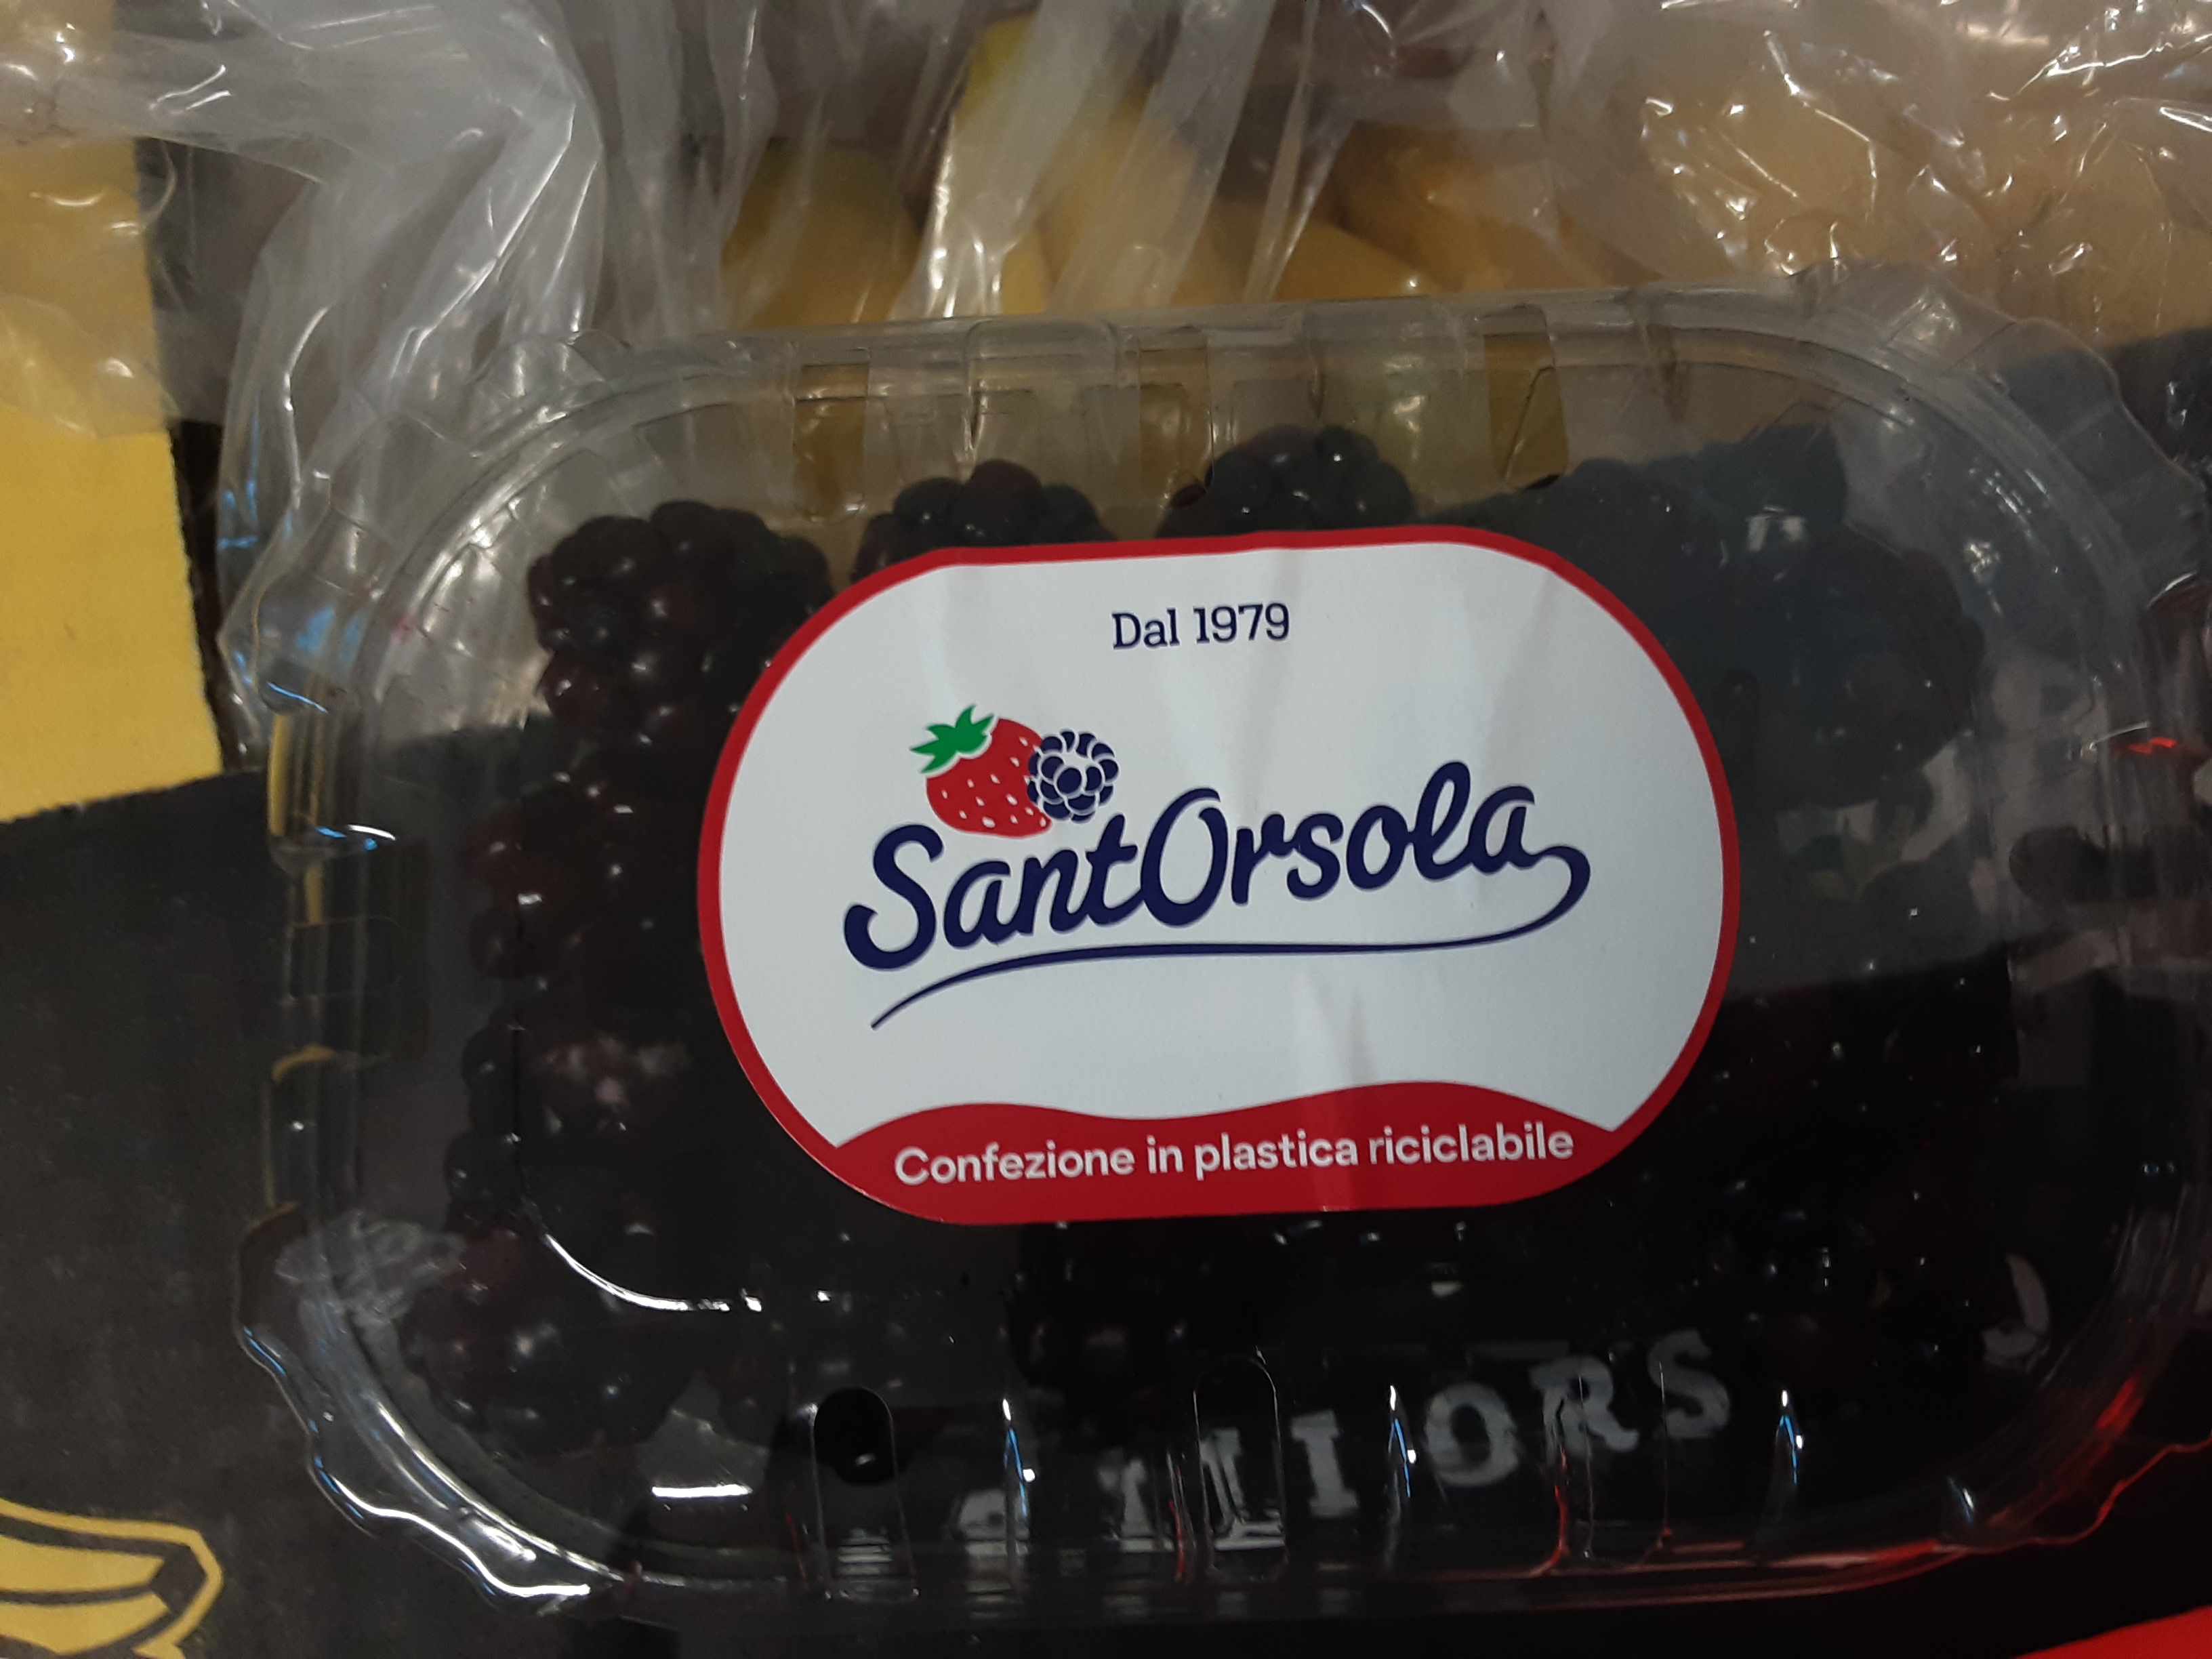 Dal 1979
SantOrsola
Confezione in plastica riciclabile